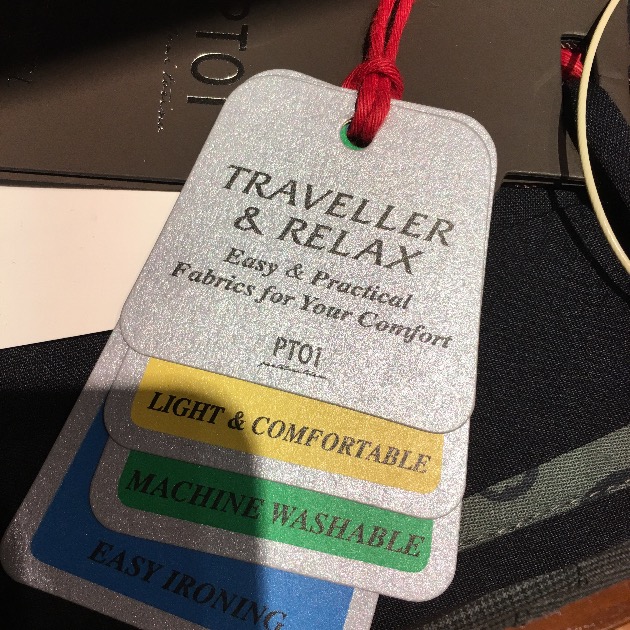 PT01
TRAVELLER
& RELAX
Easy & Practical
Fabrics for Your Comfort
PT01
LIGHT & COMFORTABLE
MACHINE WASHABLE
EASY IRONING